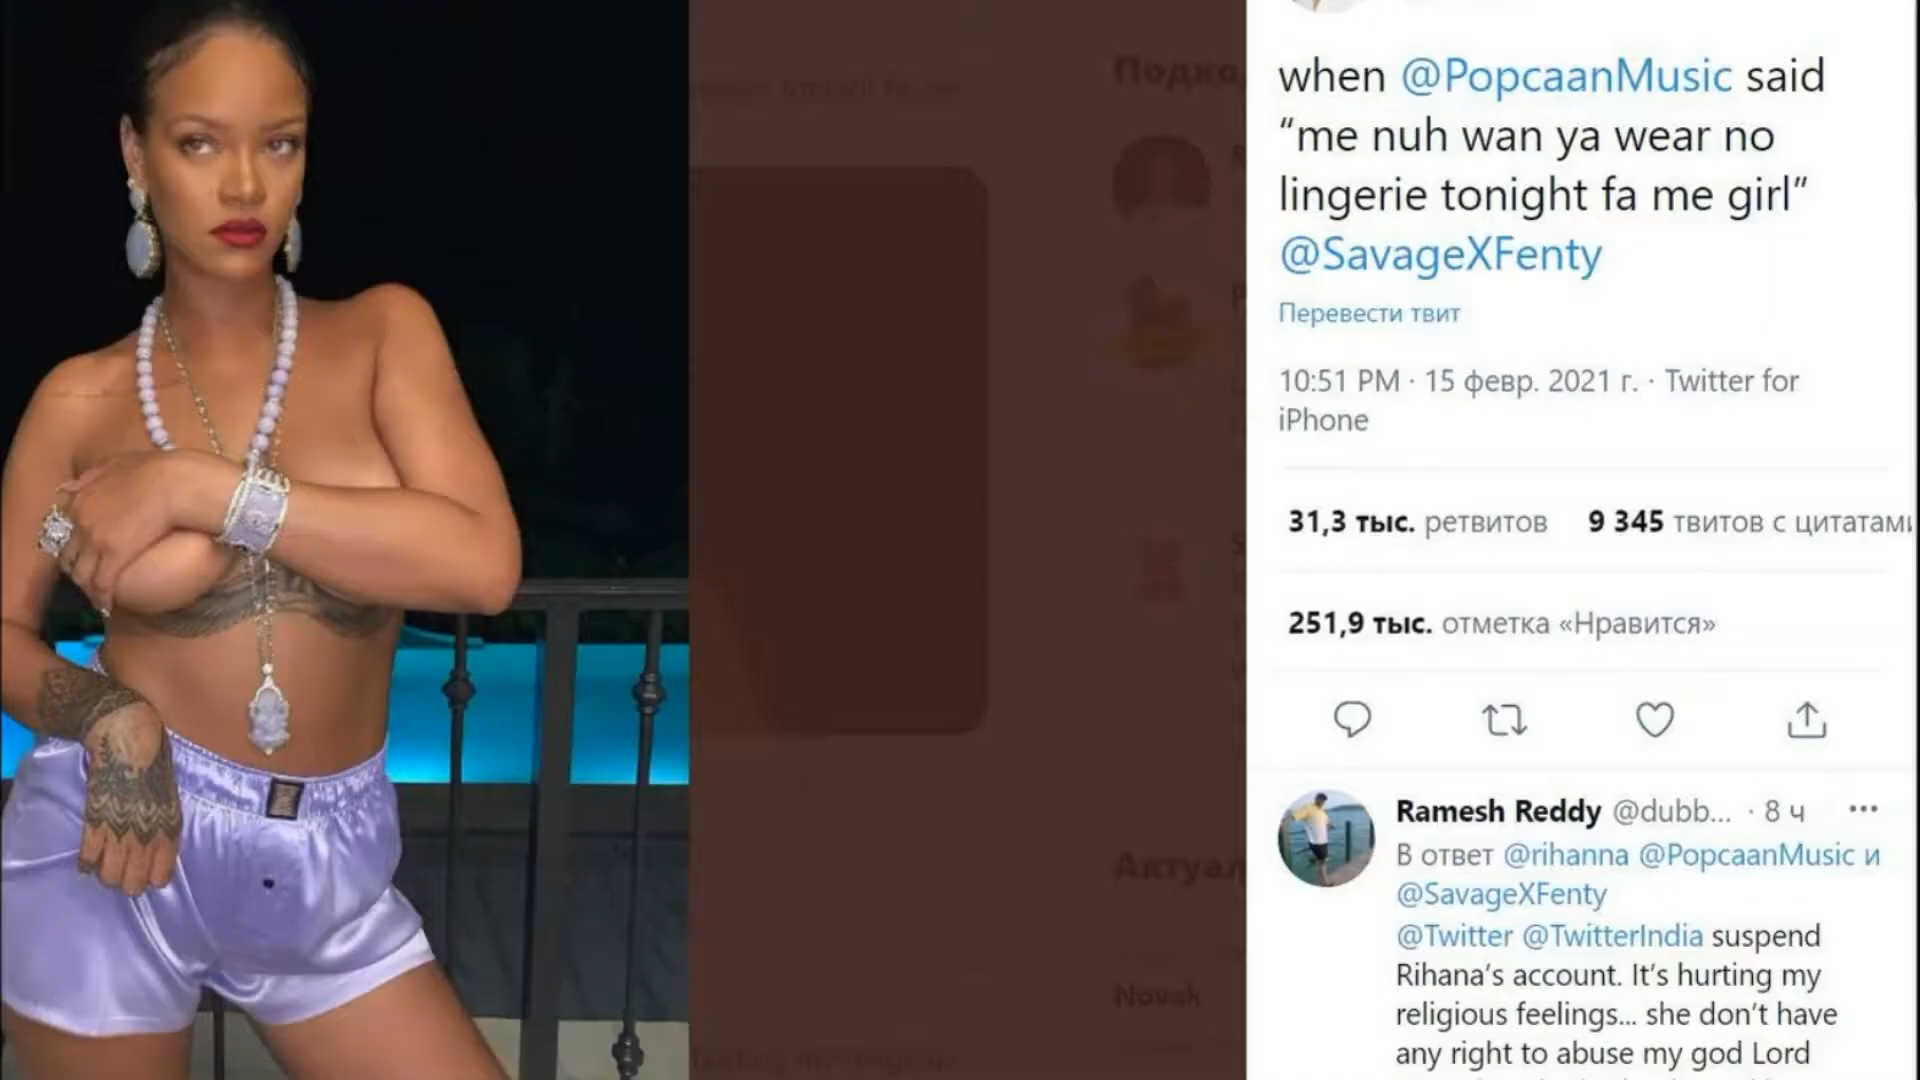 when @PopcaanMusic said
“me nuh wan ya wear no
lingerie tonight fa me girl”
@SavageXFenty
Перевести твит
10:51 PM · 15 февр. 2021 г. · Twitter for
iPhone
31,3 тыс. ретвитов 9 345 твитов с цитатами
251,9 тыс. отметка «Нравится»
Ramesh Reddy @dubb... · 8 ч
В ответ @rihanna @PopcaanMusic и
@SavageXFenty
@Twitter @TwitterIndia suspend
Rihana’s account. It’s hurting my
religious feelings... she don’t have
any right to abuse my god Lord
Novak